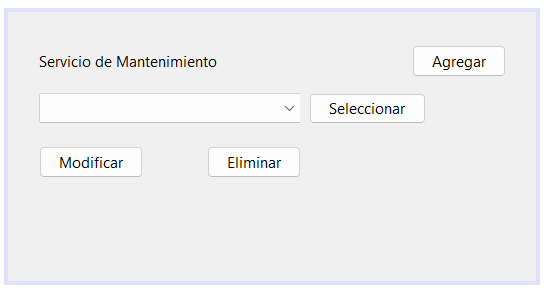 Servicio de Mantenimiento Agregar
Seleccionar
Modificar Eliminar